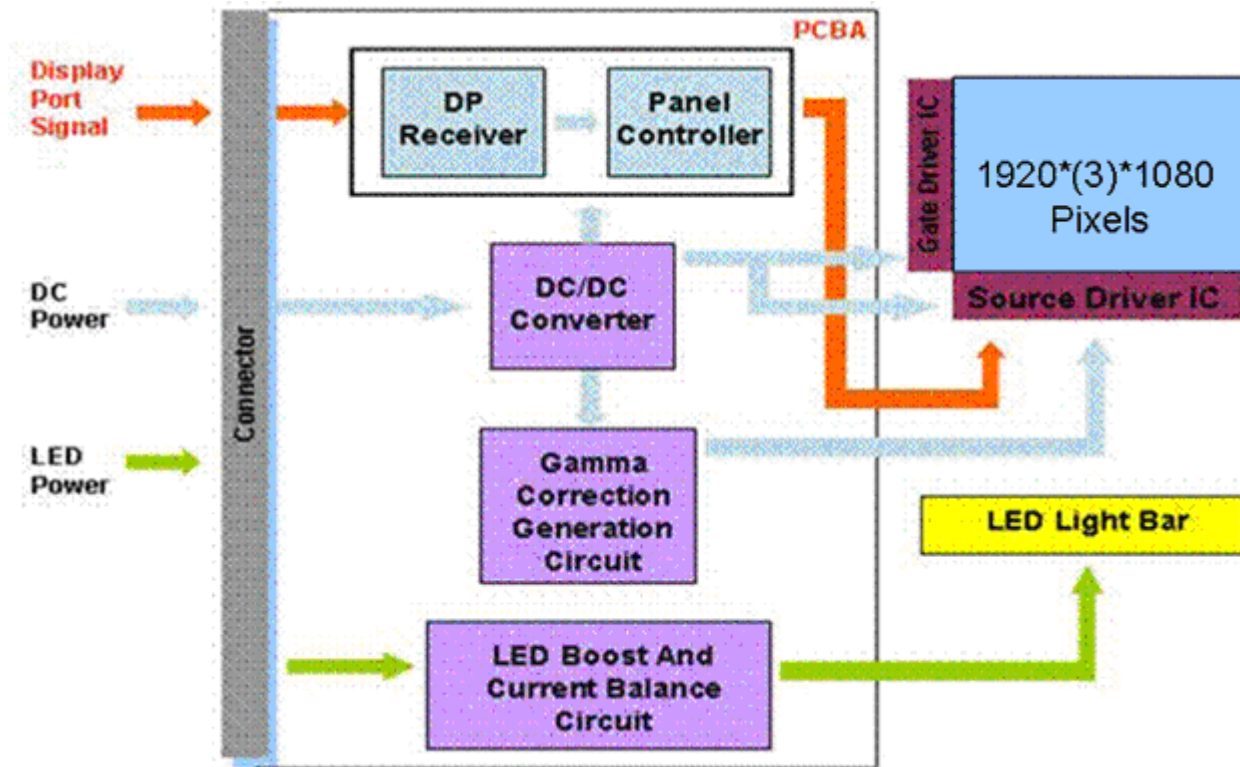 PCBA
Display
Port
Signal
DP
Receiver
Panel
Controller
Gate Driver IC
1920*(3)*1080
Pixels
Source Driver IC
DC
Power
Connector
DC/DC
Converter
LED
Power
Gamma
Correction
Generation
Circuit
LED Light Bar
LED Boost And
Current Balance
Circuit